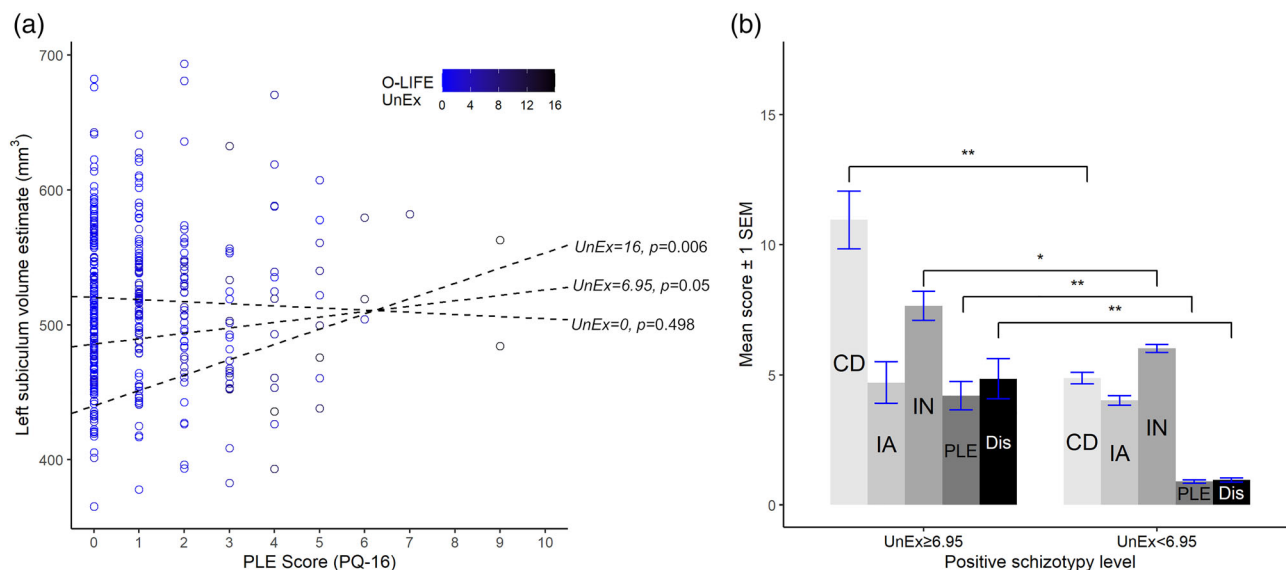 (a)
700
600
500
400
Left subiculum volume estimate (mm³)
O-LIFE
UnEx
0 4 8 12 16
UnEx=16, p=0.006
UnEx=6.95, p=0.05
UnEx=0, p=0.498
0 1 2 3 4 5 6 7 8 9 10
PLE Score (PQ-16)
(b)
15
10
5
0
Mean score ± 1 SEM
**
*
**
**
CD
IA
IN
PLE
Dis
CD
IA
IN
PLE
Dis
UnEx≥6.95
UnEx<6.95
Positive schizotypy level